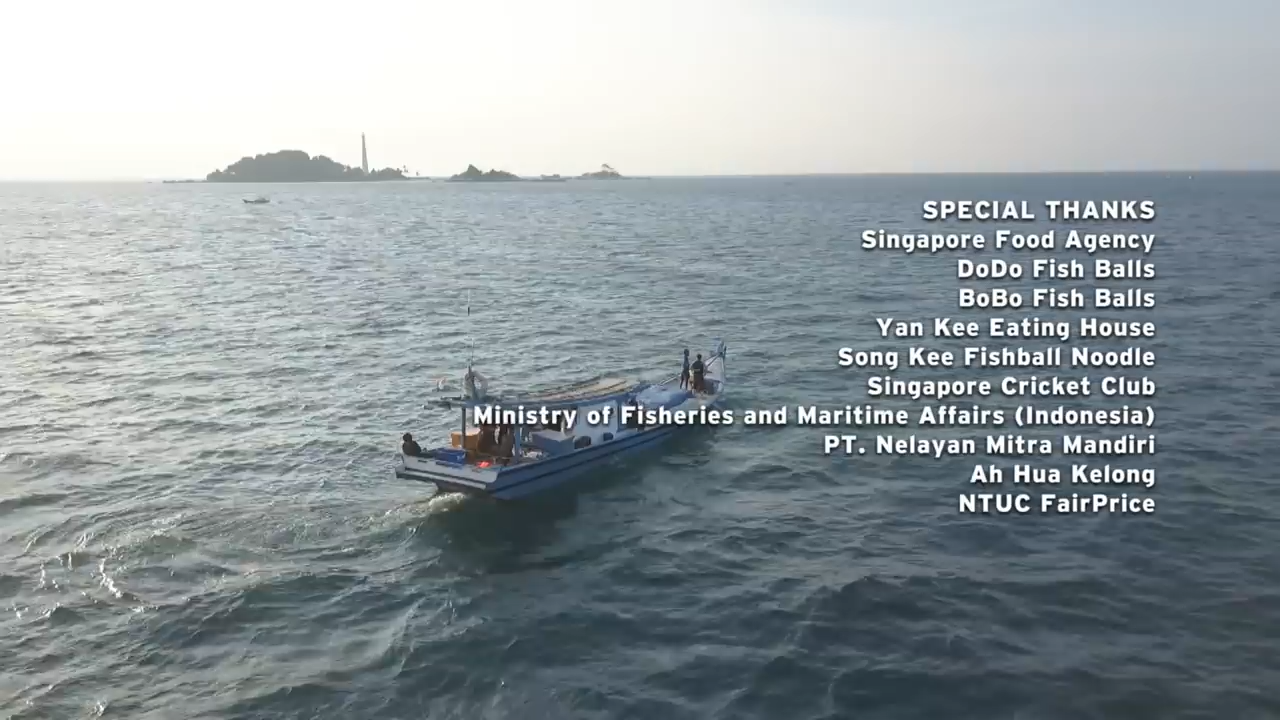 SPECIAL THANKS
Singapore Food Agency
DoDo Fish Balls
BoBo Fish Balls
Yan Kee Eating House
Song Kee Fishball Noodle
Singapore Cricket Club
Ministry of Fisheries and Maritime Affairs (Indonesia)
PT. Nelayan Mitra Mandiri
Ah Hua Kelong
NTUC FairPrice